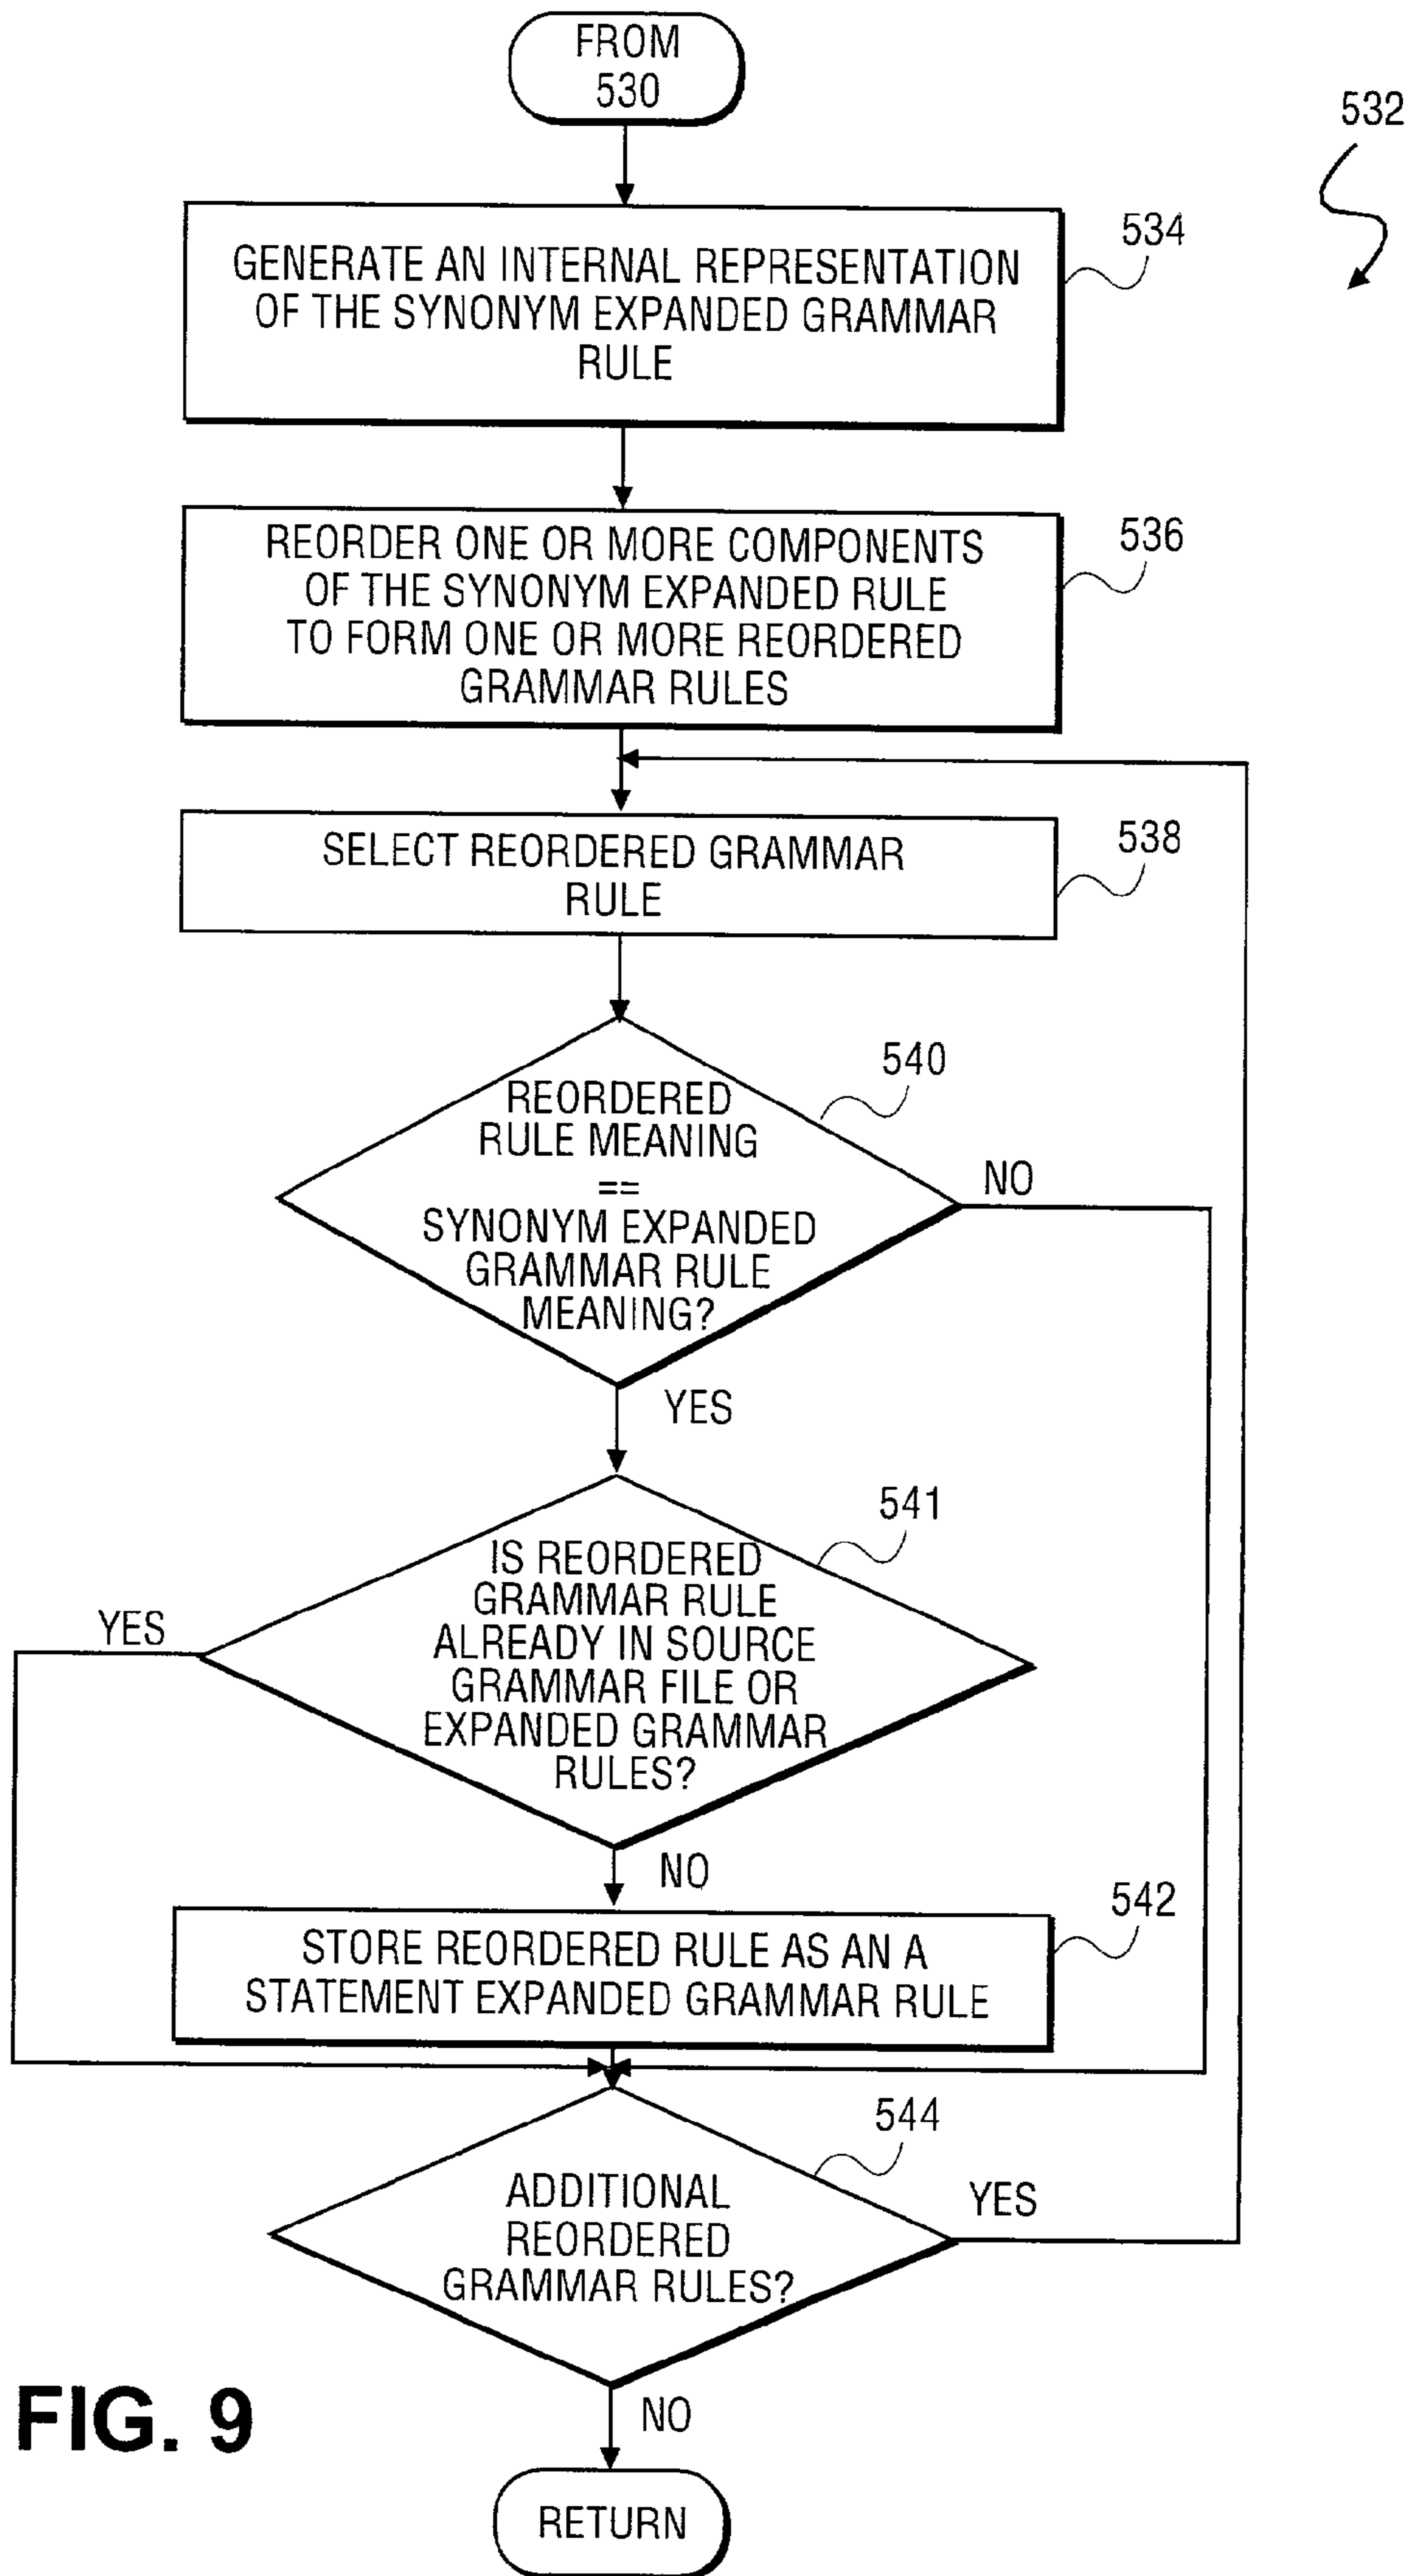 FROM
530
532
GENERATE AN INTERNAL REPRESENTATION
OF THE SYNONYM EXPANDED GRAMMAR
RULE
534
REORDER ONE OR MORE COMPONENTS
OF THE SYNONYM EXPANDED RULE
TO FORM ONE OR MORE REORDERED
GRAMMAR RULES
536
SELECT REORDERED GRAMMAR
RULE
538
REORDERED
RULE MEANING
==
SYNONYM EXPANDED
GRAMMAR RULE
MEANING?
540
NO
YES
IS REORDERED
GRAMMAR RULE
ALREADY IN SOURCE
GRAMMAR FILE OR
EXPANDED GRAMMAR
RULES?
541
YES
NO
STORE REORDERED RULE AS AN A
STATEMENT EXPANDED GRAMMAR RULE
542
ADDITIONAL
REORDERED
GRAMMAR RULES?
544
YES
NO
FIG. 9
RETURN